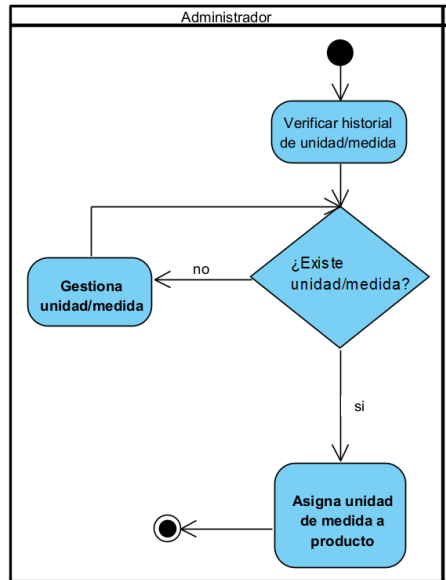 Administrador
Verificar historial
de unidad/medida
¿Existe
unidad/medida?
no
Gestiona
unidad/medida
si
Asigna unidad
de medida a
producto